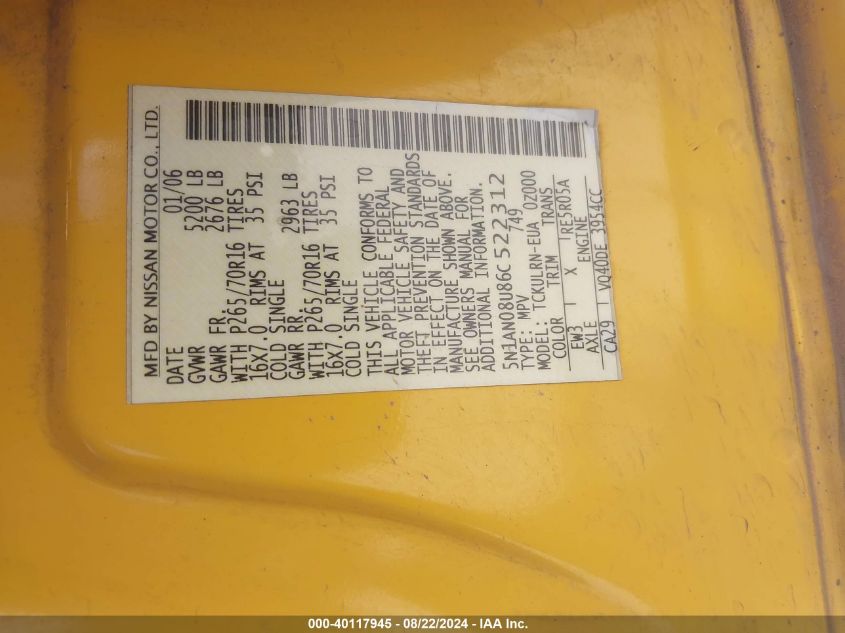 MFD BY NISSAN MOTOR CO., LTD.
DATE 01/06
GVWR 5200 LB
GAWR FR. 2676 LB
WITH P265/70R16 TIRES
16X7.0 RIMS AT 35 PSI
COLD SINGLE
GAWR RR. 2963 LB
WITH P265/70R16 TIRES
16X7.0 RIMS AT 35 PSI
COLD SINGLE
THIS VEHICLE CONFORMS TO
ALL APPLICABLE FEDERAL
MOTOR VEHICLE SAFETY AND
THEFT PREVENTION STANDARDS
IN EFFECT ON THE DATE OF
MANUFACTURE SHOWN ABOVE.
SEE OWNERS MANUAL FOR
ADDITIONAL INFORMATION.
5N1AN08U86C522312
TYPE: MPV 749
MODEL: TCKULRN-EUA QZ000
COLOR TRIM TRANS
EW3 X RE5R05A
AXLE ENGINE
CA29 VQ40DE 3954CC
000-40117945 - 08/22/2024 - IAA Inc.